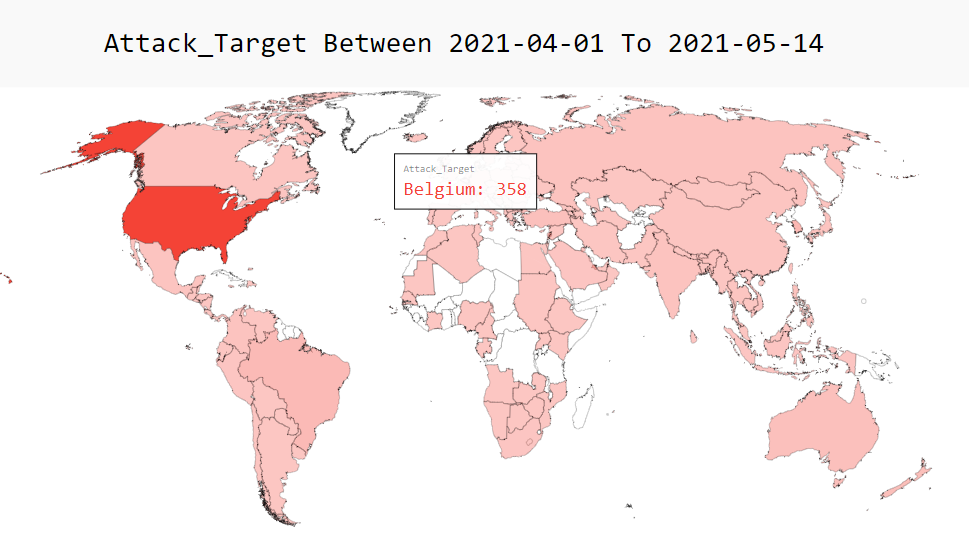 Attack_Target Between 2021-04-01 To 2021-05-14
Attack_Target
Belgium: 358